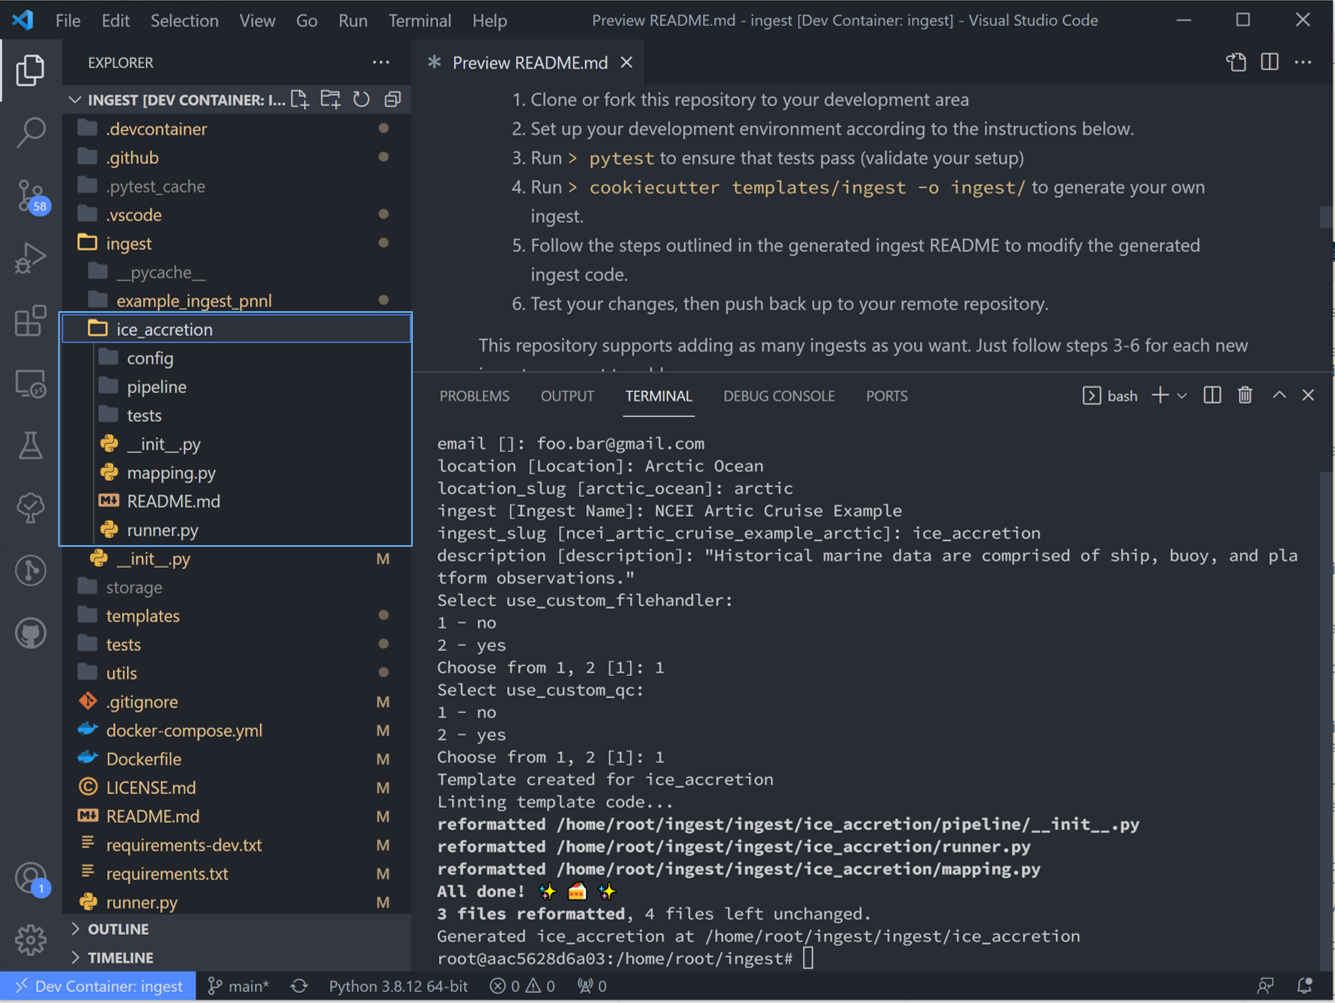 File Edit Selection View Go Run Terminal Help
Preview README.md - ingest [Dev Container: ingest] - Visual Studio Code
EXPLORER
INGEST [DEV CONTAINER: I...
.devcontainer
.github
.pytest_cache
.vscode
ingest
__pycache__
example_ingest_pnnl
ice_accretion
config
pipeline
tests
__init__.py
mapping.py
README.md
runner.py
__init__.py M
storage
templates
tests
utils
.gitignore M
docker-compose.yml M
Dockerfile M
LICENSE.md M
README.md M
requirements-dev.txt M
requirements.txt M
runner.py M
OUTLINE
TIMELINE
58
1
Preview README.md
1. Clone or fork this repository to your development area
2. Set up your development environment according to the instructions below.
3. Run > pytest to ensure that tests pass (validate your setup)
4. Run > cookiecutter templates/ingest -o ingest/ to generate your own
ingest.
5. Follow the steps outlined in the generated ingest README to modify the generated
ingest code.
6. Test your changes, then push back up to your remote repository.
This repository supports adding as many ingests as you want. Just follow steps 3-6 for each new
PROBLEMS OUTPUT TERMINAL DEBUG CONSOLE PORTS
bash
email []: foo.bar@gmail.com
location [Location]: Arctic Ocean
location_slug [arctic_ocean]: arctic
ingest [Ingest Name]: NCEI Artic Cruise Example
ingest_slug [ncei_artic_cruise_example_arctic]: ice_accretion
description [description]: "Historical marine data are comprised of ship, buoy, and pla
tform observations."
Select use_custom_filehandler:
1 - no
2 - yes
Choose from 1, 2 [1]: 1
Select use_custom_qc:
1 - no
2 - yes
Choose from 1, 2 [1]: 1
Template created for ice_accretion
Linting template code...
reformatted /home/root/ingest/ingest/ice_accretion/pipeline/__init__.py
reformatted /home/root/ingest/ingest/ice_accretion/runner.py
reformatted /home/root/ingest/ingest/ice_accretion/mapping.py
All done! ✨ 🍰 ✨
3 files reformatted, 4 files left unchanged.
Generated ice_accretion at /home/root/ingest/ingest/ice_accretion
root@aac5628d6a03:/home/root/ingest#
Dev Container: ingest main* Python 3.8.12 64-bit 0 0 0